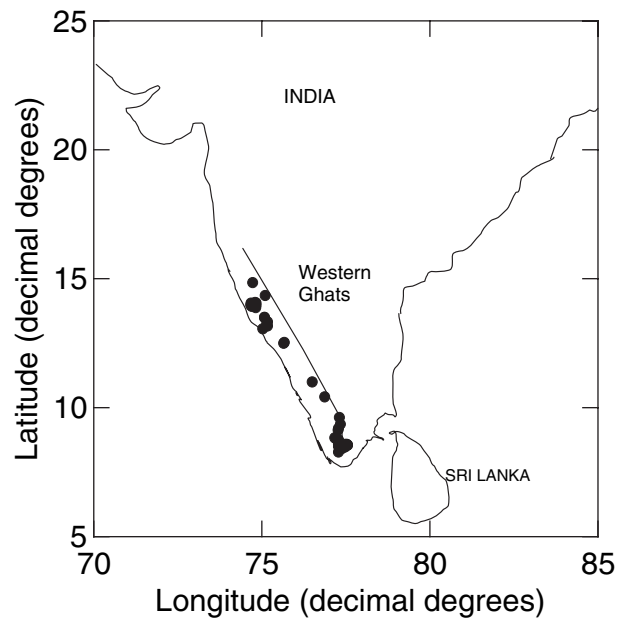 25
INDIA
20
Latitude (decimal degrees)
Western
Ghats
15
10
SRI LANKA
5
70 75 80 85
Longitude (decimal degrees)